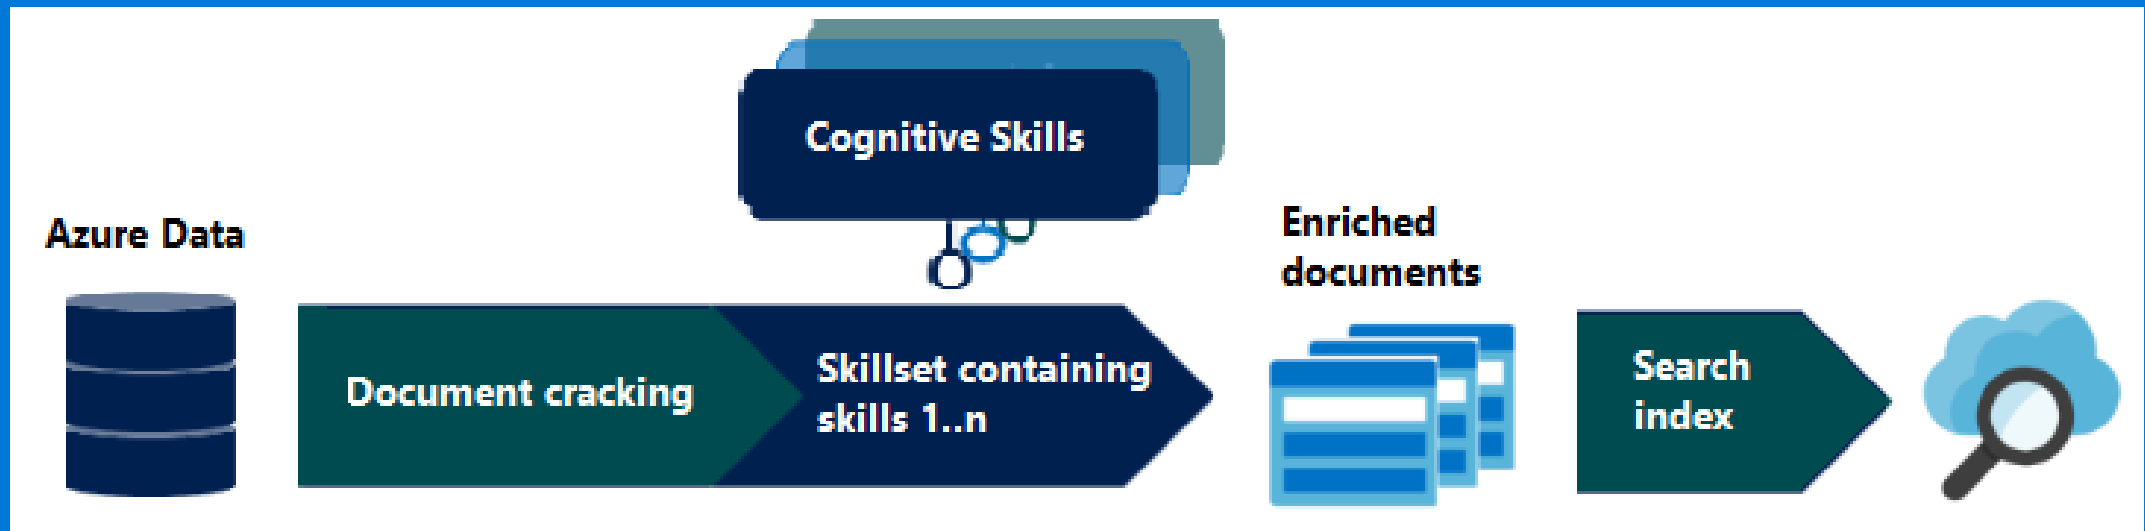 Cognitive Skills
Azure Data
Enriched
documents
Document cracking
Skillset containing
skills 1..n
Search
index